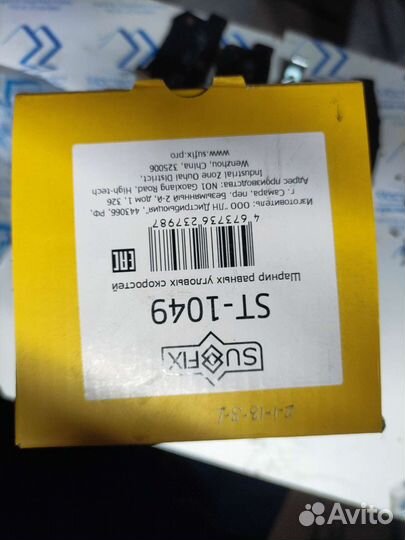 SUFIX
ST-1049
Шарнир равных угловых скоростей
EAC
4 673736 237987
Изготовитель: ООО "ЛН Дистрибьюция", 443066, РФ,
г. Самара, пер. Безымянный 2-й, дом 1, 326
Адрес производства: NO1 Gaoxiang Road, High-tech
Industrial Zone Ouhai District,
Wenzhou, China, 325006
www.sufix.pro
Avito